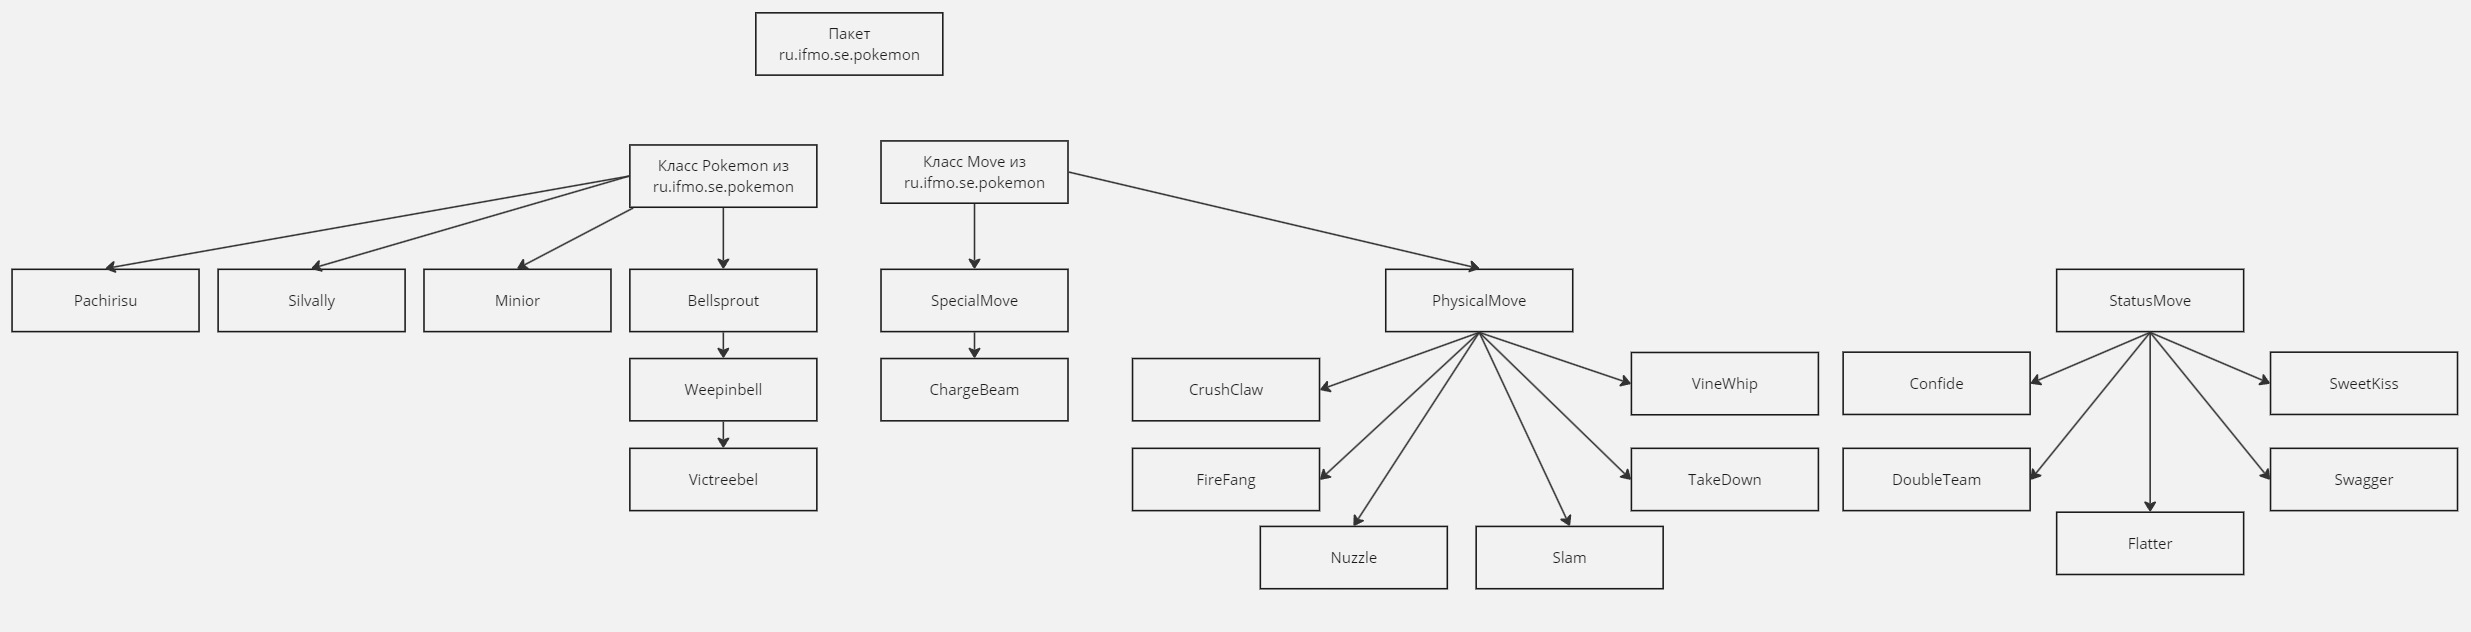 Пакет
ru.ifmo.se.pokemon
Класс Pokemon из
ru.ifmo.se.pokemon
Класс Move из
ru.ifmo.se.pokemon
Pachirisu
Silvally
Minior
Bellsprout
SpecialMove
PhysicalMove
StatusMove
Weepinbell
ChargeBeam
CrushClaw
VineWhip
Confide
SweetKiss
Victreebel
FireFang
TakeDown
DoubleTeam
Swagger
Nuzzle
Slam
Flatter